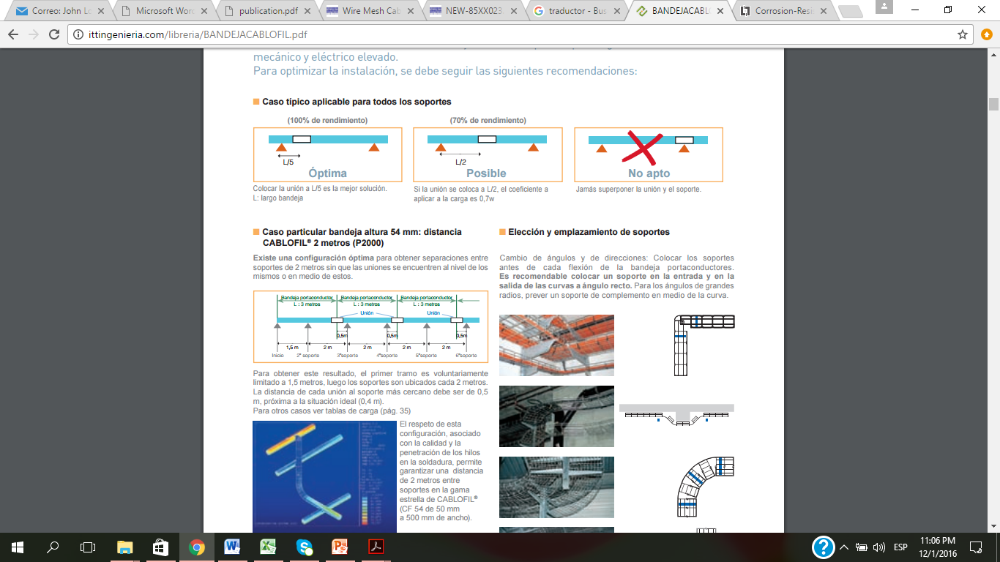 Correo: John Lo
Microsoft Word
publication.pdf
Wire Mesh Cab
NEW-85XX023
traductor - Bus
BANDEJACABLO
Corrosion-Resi
ittingenieria.com/libreria/BANDEJACABLOFIL.pdf
mecánico y eléctrico elevado.
Para optimizar la instalación, se debe seguir las siguientes recomendaciones:
Caso típico aplicable para todos los soportes
(100% de rendimiento)
L/5
Óptima
Colocar la unión a L/5 es la mejor solución.
L: largo bandeja
(70% de rendimiento)
L/2
Posible
Si la unión se coloca a L/2, el coeficiente a
aplicar a la carga es 0,7w
No apto
Jamás superponer la unión y el soporte.
Caso particular bandeja altura 54 mm: distancia
CABLOFIL® 2 metros (P2000)
Existe una configuración óptima para obtener separaciones entre
soportes de 2 metros sin que las uniones se encuentren al nivel de los
mismos o en medio de estos.
Bandeja portaconductor Bandeja portaconductor Bandeja portaconductor
L : 3 metros L : 3 metros L : 3 metros
Unión Unión
0,5m 0,5m 0,5m
1,5 m 2 m 2 m 2 m 2 m
Inicio 2°soporte 3°soporte 4°soporte 5°soporte 6°soporte
Para obtener este resultado, el primer tramo es voluntariamente
limitado a 1,5 metros, luego los soportes son ubicados cada 2 metros.
La distancia de cada unión al soporte más cercano debe ser de 0,5
m, próxima a la situación ideal (0,4 m).
Para otros casos ver tablas de carga (pág. 35)
El respeto de esta
configuración, asociado
con la calidad y la
penetración de los hilos
en la soldadura, permite
garantizar una distancia
de 2 metros entre
soportes en la gama
estrella de CABLOFIL®
(CF 54 de 50 mm
a 500 mm de ancho).
Elección y emplazamiento de soportes
Cambio de ángulos y de direcciones: Colocar los soportes
antes de cada flexión de la bandeja portaconductores.
Es recomendable colocar un soporte en la entrada y en la
salida de las curvas a ángulo recto. Para los ángulos de grandes
radios, prever un soporte de complemento en medio de la curva.
ESP
11:06 PM
12/1/2016